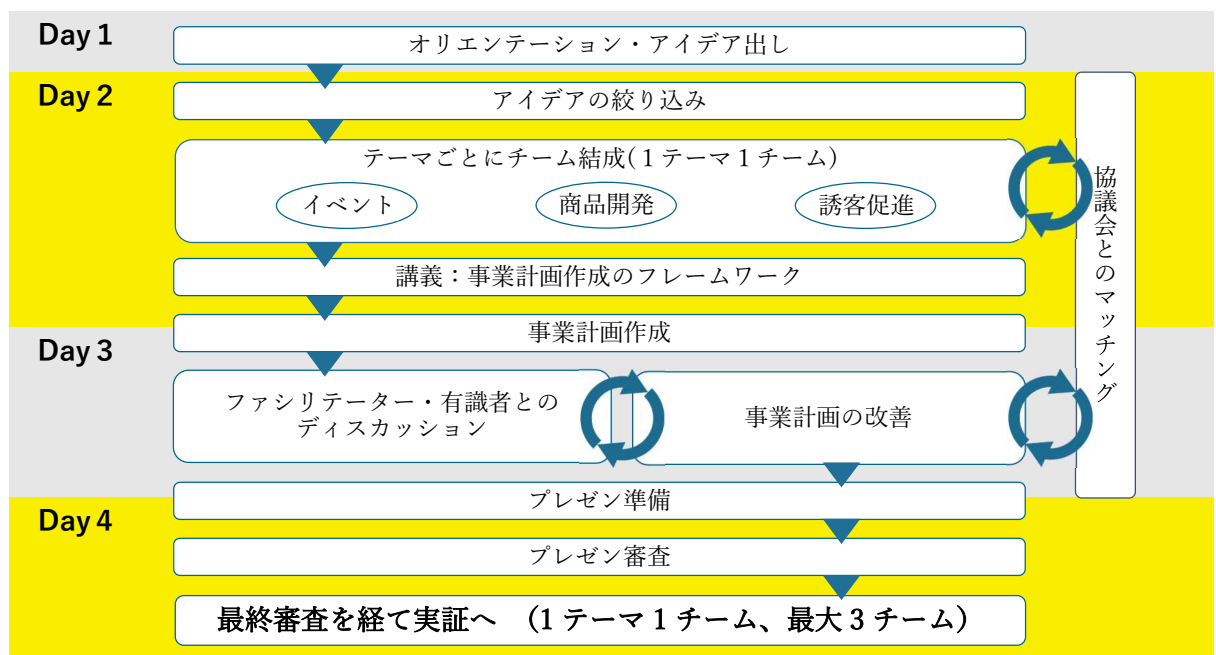 Day 1
オリエンテーション・アイデア出し
Day 2
アイデアの絞り込み
テーマごとにチーム結成(1テーマ1チーム)
イベント
商品開発
誘客促進
協議会とのマッチング
講義：事業計画作成のフレームワーク
事業計画作成
Day 3
ファシリテーター・有識者との
ディスカッション
事業計画の改善
プレゼン準備
Day 4
プレゼン審査
最終審査を経て実証へ （1テーマ1チーム、最大3チーム）